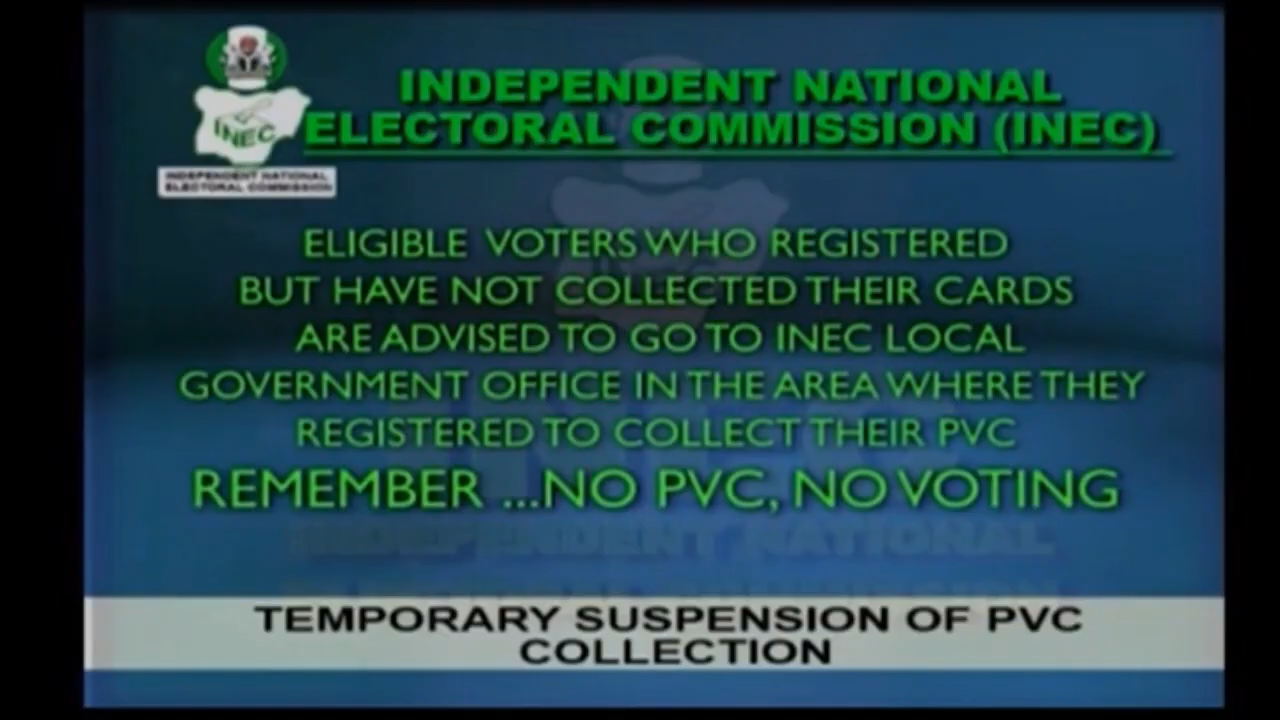 INDEPENDENT NATIONAL
ELECTORAL COMMISSION (INEC)
INEC
INDEPENDENT NATIONAL
ELECTORAL COMMISSION
ELIGIBLE VOTERS WHO REGISTERED
BUT HAVE NOT COLLECTED THEIR CARDS
ARE ADVISED TO GO TO INEC LOCAL
GOVERNMENT OFFICE IN THE AREA WHERE THEY
REGISTERED TO COLLECT THEIR PVC
REMEMBER ...NO PVC, NO VOTING
INDEPENDENT NATIONAL
TEMPORARY SUSPENSION OF PVC
COLLECTION